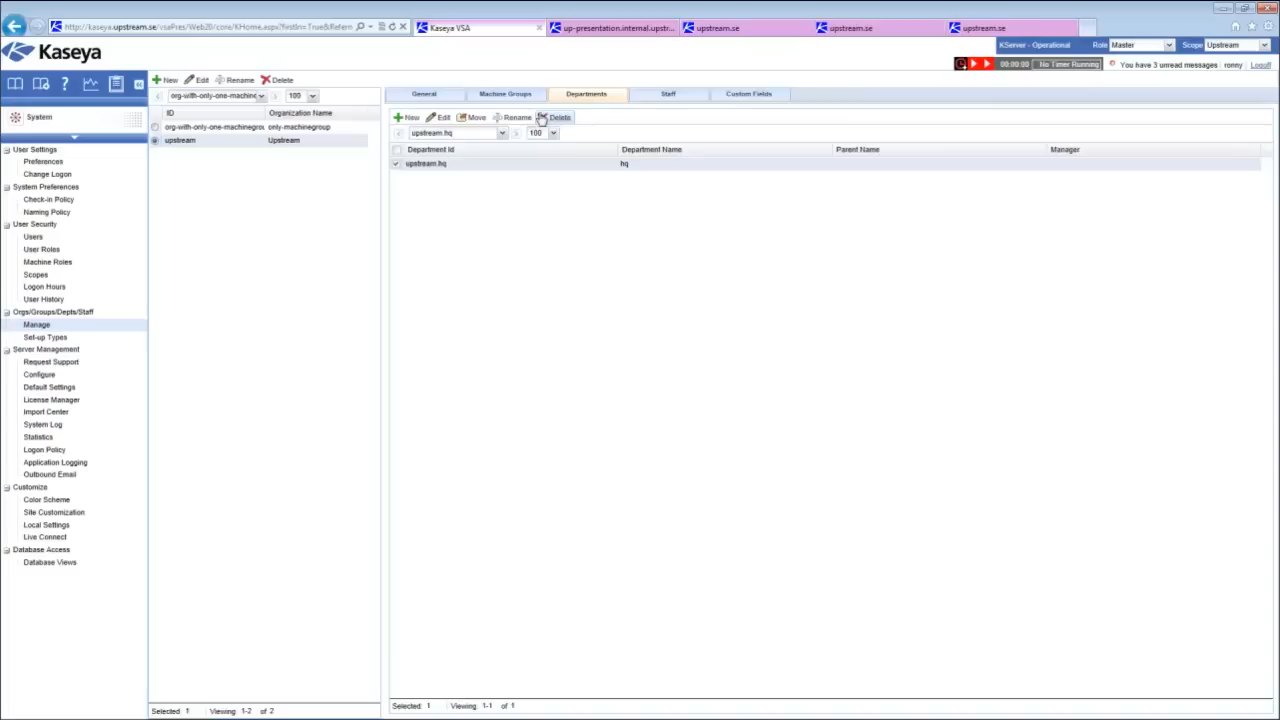 http://kaseya.upstream.se/vsaPres/Web20/core/KHome.aspx?firstIn=True&Referr
Kaseya VSA
up-presentation.internal.upstr...
upstream.se
upstream.se
upstream.se
Kaseya
KServer - Operational
Role Master
Scope Upstream
00:00:00 No Timer Running
You have 3 unread messages
ronny
Logoff
System
User Settings
Preferences
Change Logon
System Preferences
Check-in Policy
Naming Policy
User Security
Users
User Roles
Machine Roles
Scopes
Logon Hours
User History
Orgs/Groups/Depts/Staff
Manage
Set-up Types
Server Management
Request Support
Configure
Default Settings
License Manager
Import Center
System Log
Statistics
Logon Policy
Application Logging
Outbound Email
Customize
Color Scheme
Site Customization
Local Settings
Live Connect
Database Access
Database Views
New Edit Rename Delete
org-with-only-one-machine 100
ID Organization Name
org-with-only-one-machinegrou only-machinegroup
upstream Upstream
Selected: 1 Viewing: 1-2 of 2
General Machine Groups Departments Staff Custom Fields
New Edit Move Rename Delete
upstream.hq 100
Department Id Department Name Parent Name Manager
upstream.hq hq
Selected: 1 Viewing: 1-1 of 1